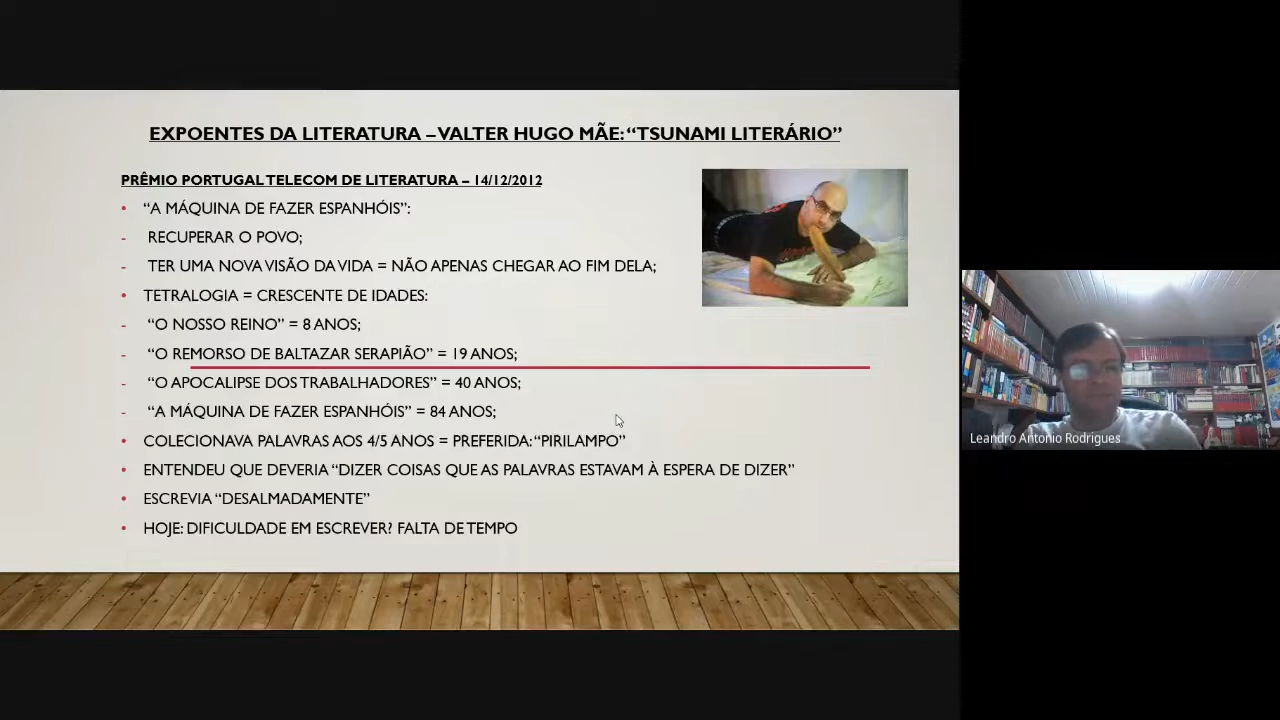 EXPOENTES DA LITERATURA – VALTER HUGO MÃE: “TSUNAMI LITERÁRIO”
PRÊMIO PORTUGAL TELECOM DE LITERATURA – 14/12/2012
• “A MÁQUINA DE FAZER ESPANHÓIS”:
- RECUPERAR O POVO;
- TER UMA NOVA VISÃO DA VIDA = NÃO APENAS CHEGAR AO FIM DELA;
• TETRALOGIA = CRESCENTE DE IDADES:
- “O NOSSO REINO” = 8 ANOS;
- “O REMORSO DE BALTAZAR SERAPIÃO” = 19 ANOS;
- “O APOCALIPSE DOS TRABALHADORES” = 40 ANOS;
- “A MÁQUINA DE FAZER ESPANHÓIS” = 84 ANOS;
• COLECIONAVA PALAVRAS AOS 4/5 ANOS = PREFERIDA: “PIRILAMPO”
• ENTENDEU QUE DEVERIA “DIZER COISAS QUE AS PALAVRAS ESTAVAM À ESPERA DE DIZER”
• ESCREVIA “DESALMADAMENTE”
• HOJE: DIFICULDADE EM ESCREVER? FALTA DE TEMPO
Leandro Antonio Rodrigues